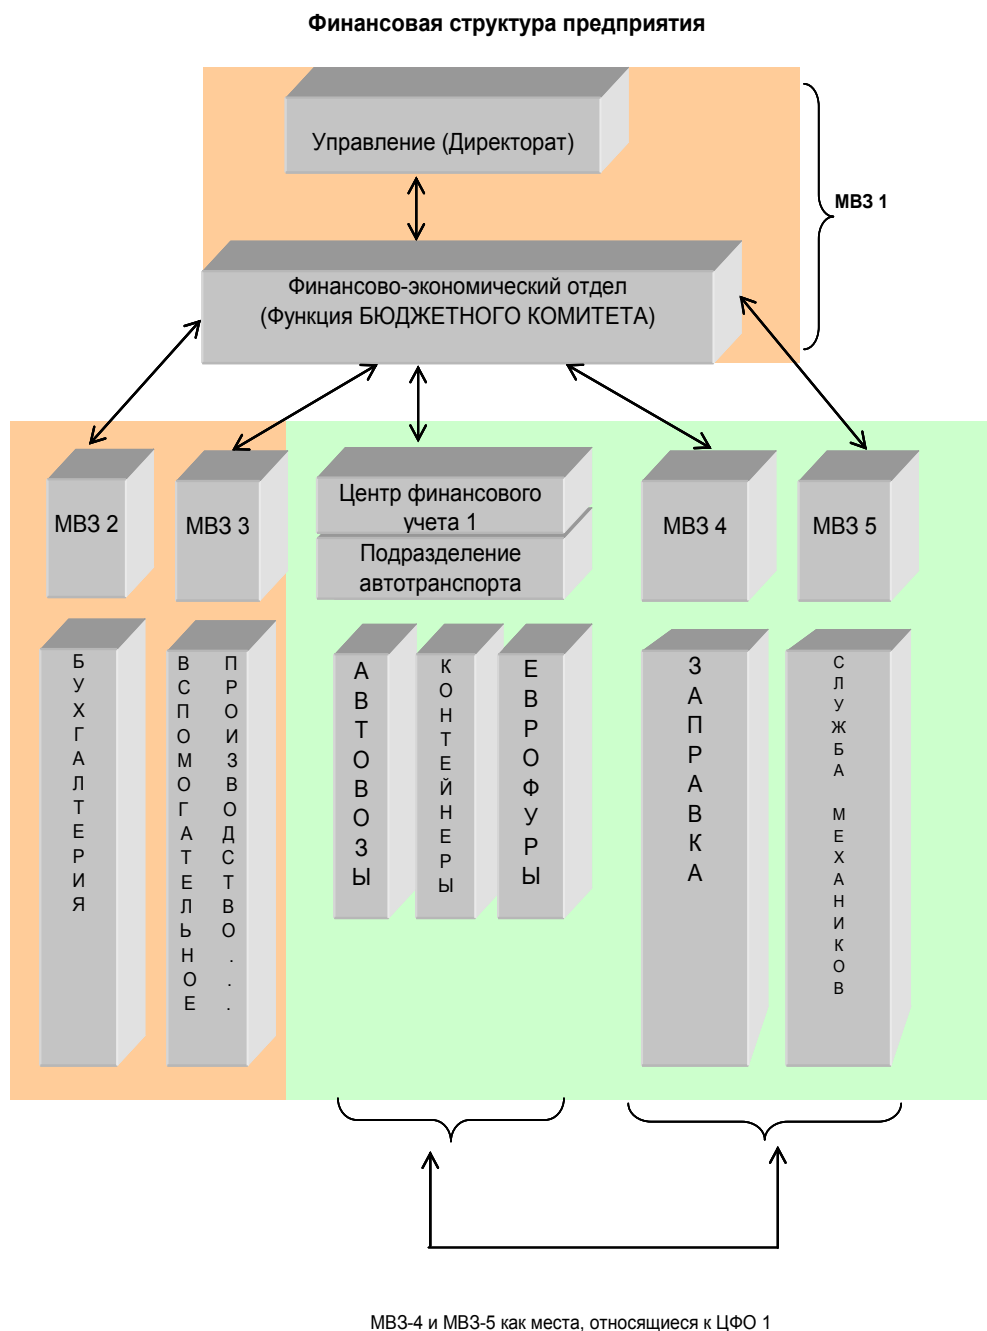 Финансовая структура предприятия
Управление (Директорат)
МВЗ 1
Финансово-экономический отдел
(Функция БЮДЖЕТНОГО КОМИТЕТА)
МВЗ 2
МВЗ 3
Центр финансового
учета 1
Подразделение
автотранспорта
МВЗ 4
МВЗ 5
БУХГАЛТЕРИЯ
ВСПОМОГАТЕЛЬНОЕ
ПРОИЗВОДСТВО...
АВТОВОЗЫ
КОНТЕЙНЕРЫ
ЕВРОФУРЫ
ЗАПРАВКА
СЛУЖБА МЕХАНИКОВ
МВЗ-4 и МВЗ-5 как места, относящиеся к ЦФО 1